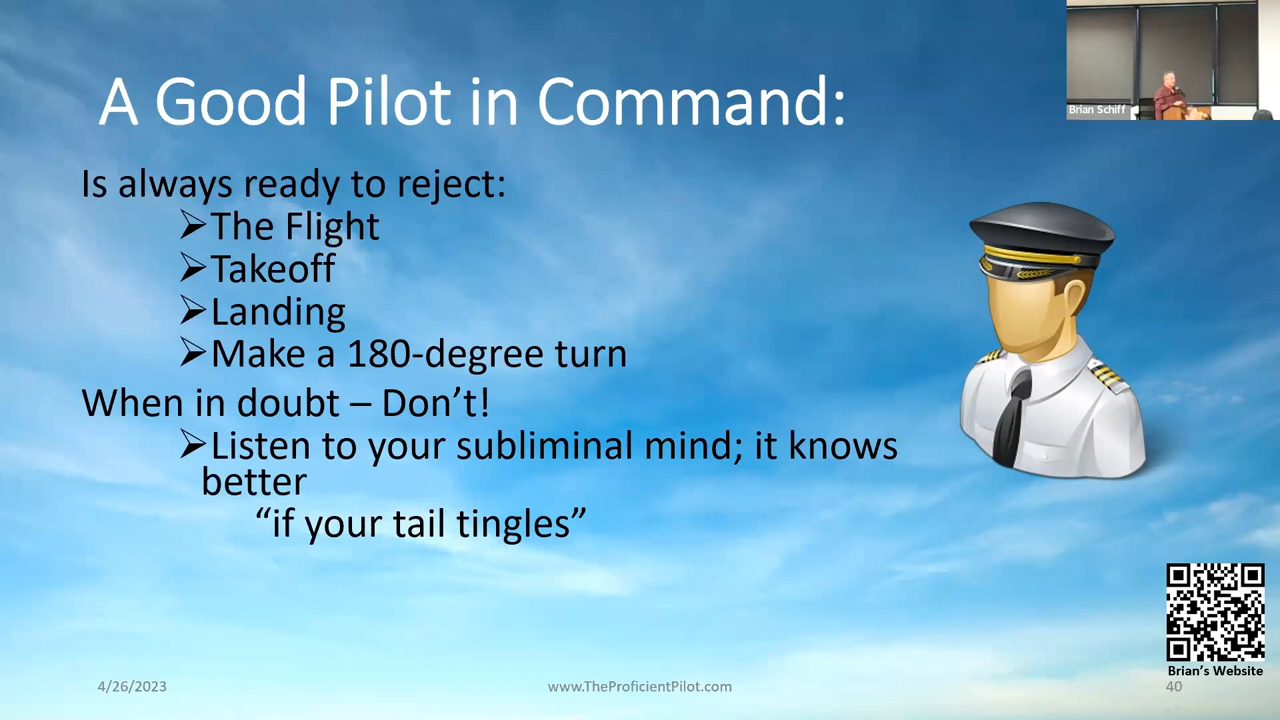 A Good Pilot in Command:
Brian Schiff
Is always ready to reject:
➢The Flight
➢Takeoff
➢Landing
➢Make a 180-degree turn
When in doubt – Don’t!
➢Listen to your subliminal mind; it knows
better
“if your tail tingles”
Brian’s Website
4/26/2023
www.TheProficientPilot.com
40